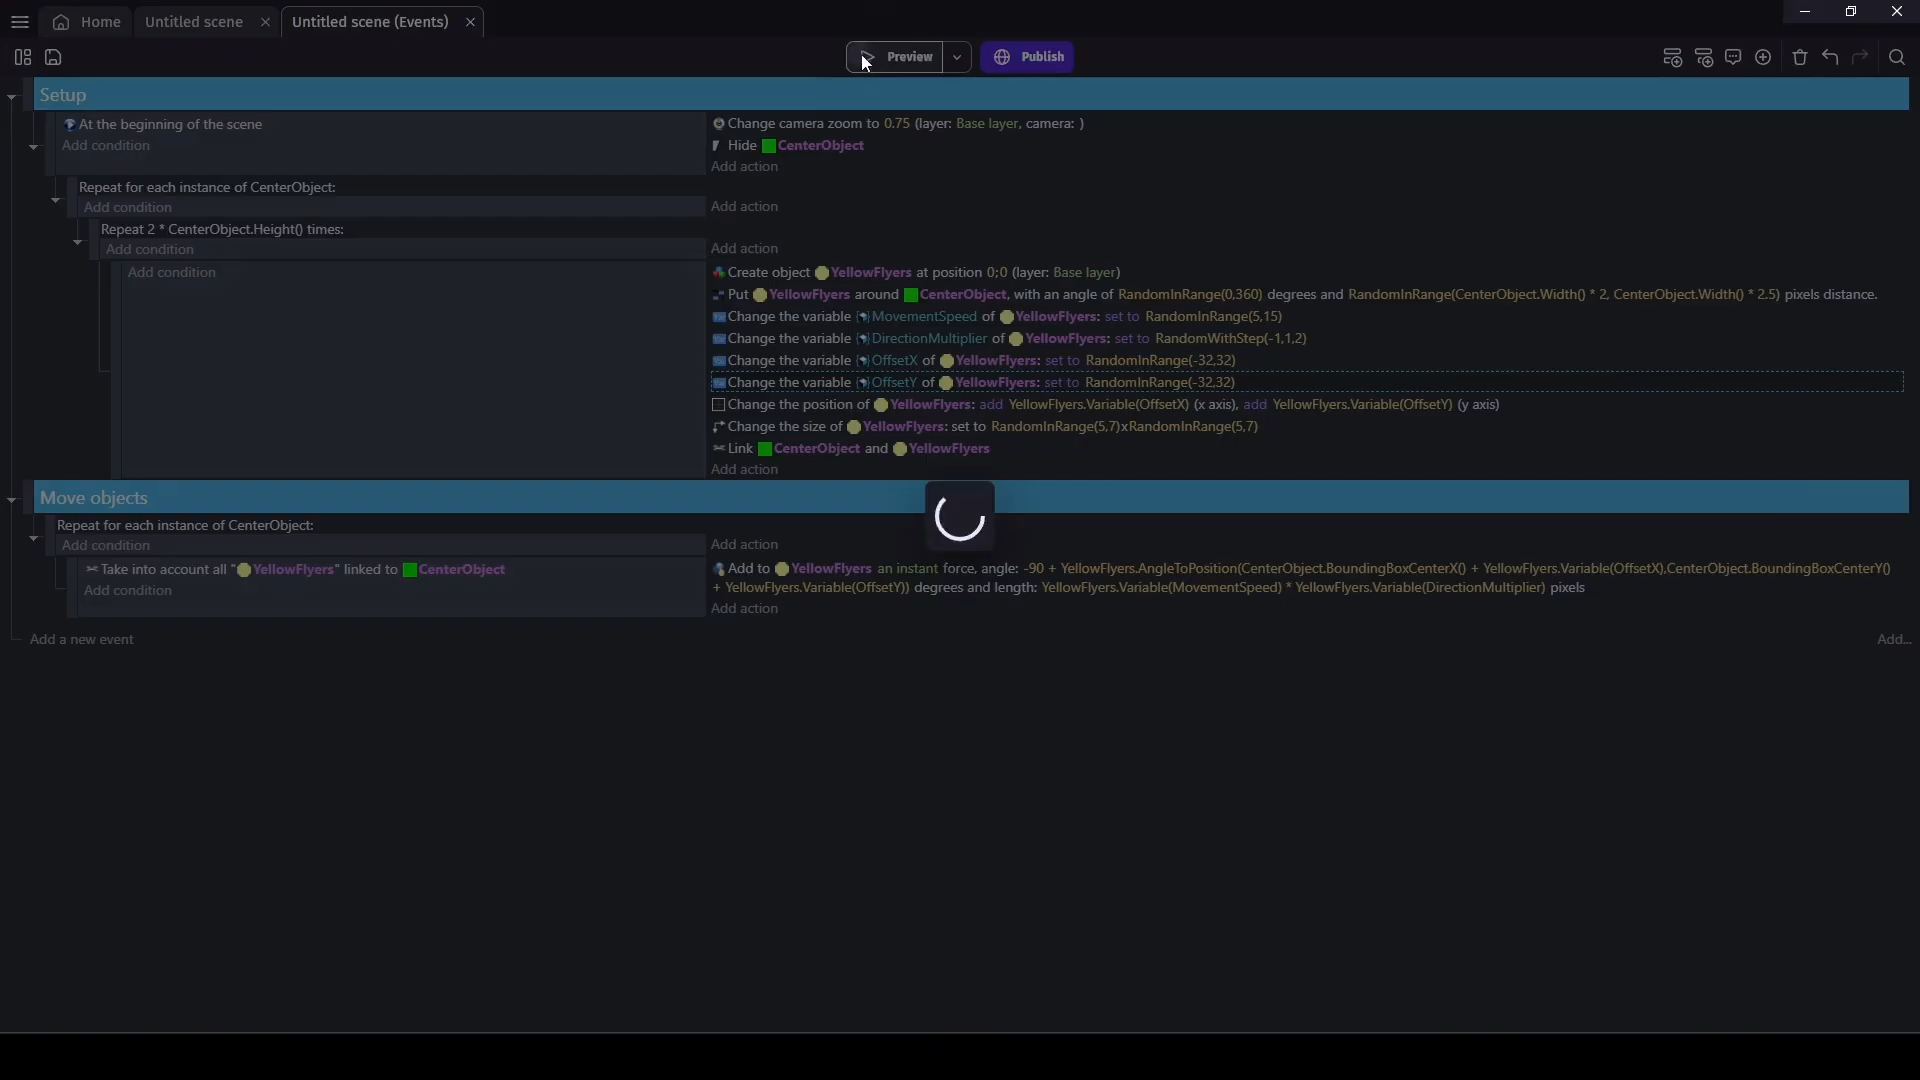 Home
Untitled scene
Untitled scene (Events)
Preview
Publish
Setup
At the beginning of the scene
Add condition
Change camera zoom to 0.75 (layer: Base layer, camera: )
Hide CenterObject
Add action
Repeat for each instance of CenterObject:
Add condition
Add action
Repeat 2 * CenterObject.Height() times:
Add condition
Add action
Add condition
Create object YellowFlyers at position 0;0 (layer: Base layer)
Put YellowFlyers around CenterObject, with an angle of RandomInRange(0,360) degrees and RandomInRange(CenterObject.Width() * 2, CenterObject.Width() * 2.5) pixels distance.
Change the variable MovementSpeed of YellowFlyers: set to RandomInRange(5,15)
Change the variable DirectionMultiplier of YellowFlyers: set to RandomWithStep(-1,1,2)
Change the variable OffsetX of YellowFlyers: set to RandomInRange(-32,32)
Change the variable OffsetY of YellowFlyers: set to RandomInRange(-32,32)
Change the position of YellowFlyers: add YellowFlyers.Variable(OffsetX) (x axis), add YellowFlyers.Variable(OffsetY) (y axis)
Change the size of YellowFlyers: set to RandomInRange(5,7)xRandomInRange(5,7)
Link CenterObject and YellowFlyers
Add action
Move objects
Repeat for each instance of CenterObject:
Add condition
Add action
Take into account all "YellowFlyers" linked to CenterObject
Add condition
Add to YellowFlyers an instant force, angle: -90 + YellowFlyers.AngleToPosition(CenterObject.BoundingBoxCenterX() + YellowFlyers.Variable(OffsetX),CenterObject.BoundingBoxCenterY()
+ YellowFlyers.Variable(OffsetY)) degrees and length: YellowFlyers.Variable(MovementSpeed) * YellowFlyers.Variable(DirectionMultiplier) pixels
Add action
Add a new event
Add...